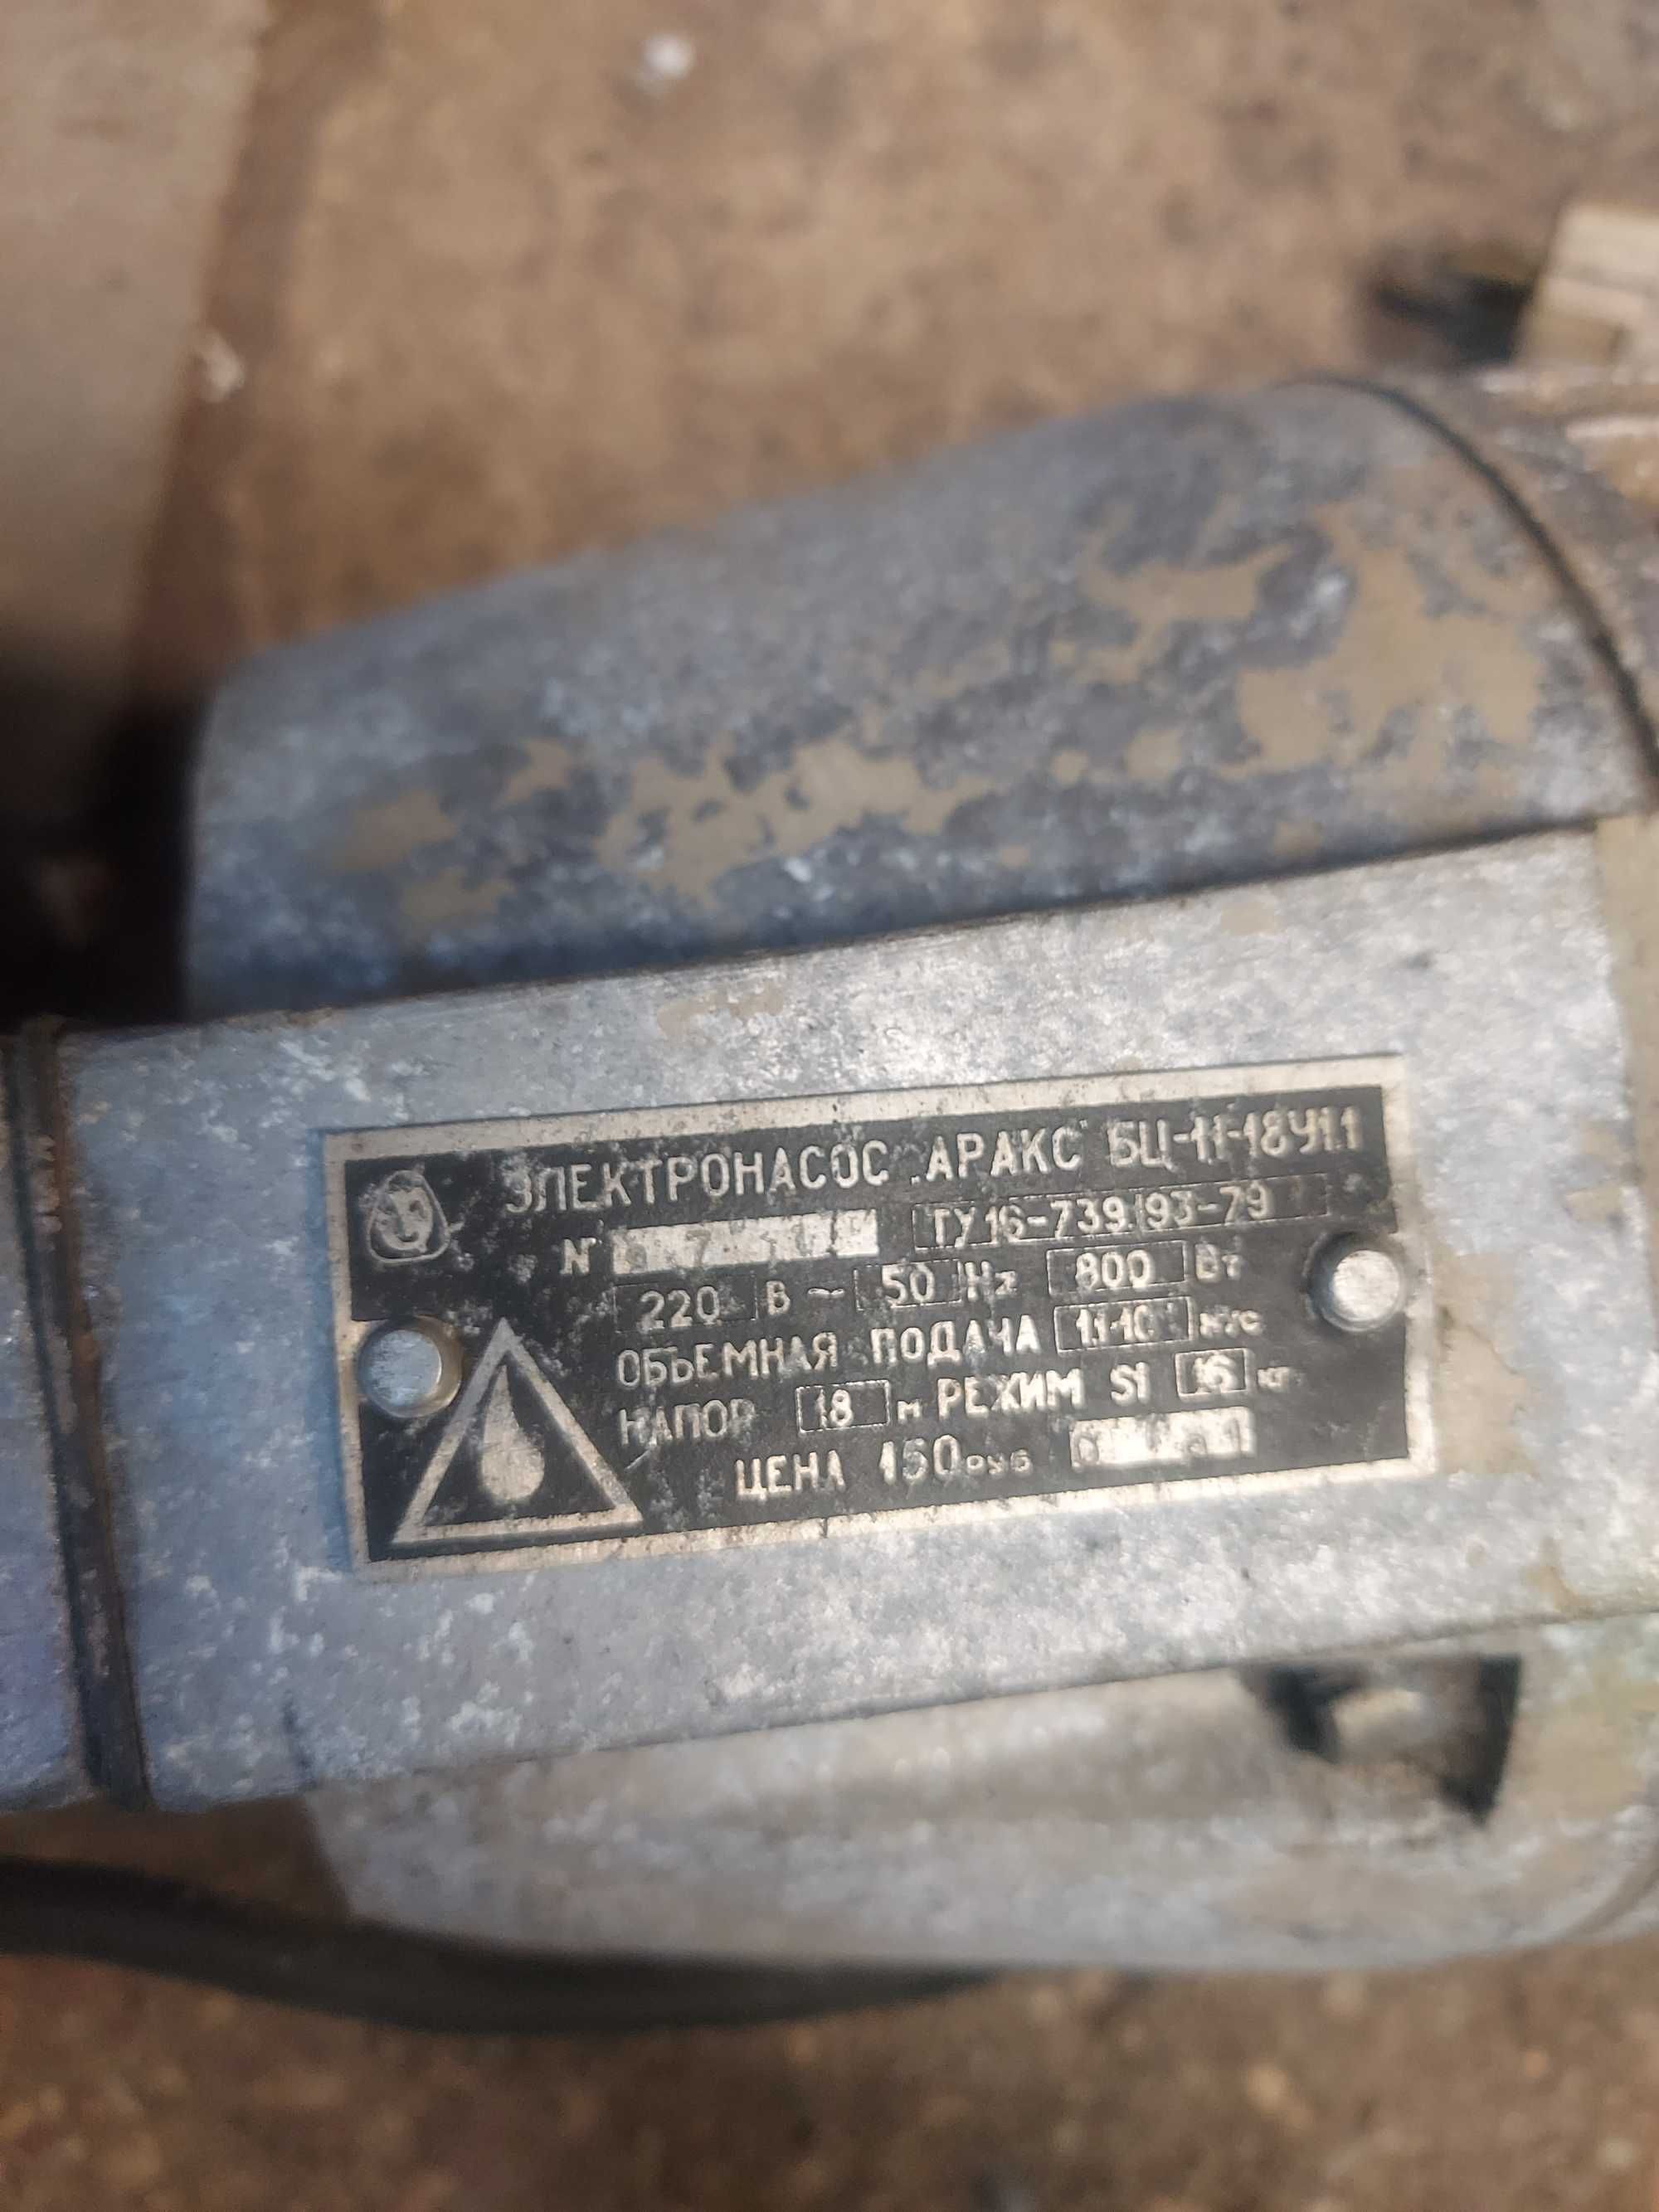 ЭЛЕКТРОНАСОС „АРАКС" БЦ-1.1-18У1.1
№ ТУ16-739.193-79
220 В ~ 50 Hz 800 Вт
ОБЪЕМНАЯ ПОДАЧА
НАПОР 18 м РЕЖИМ S1 16 кг
ЦЕНА 150 руб